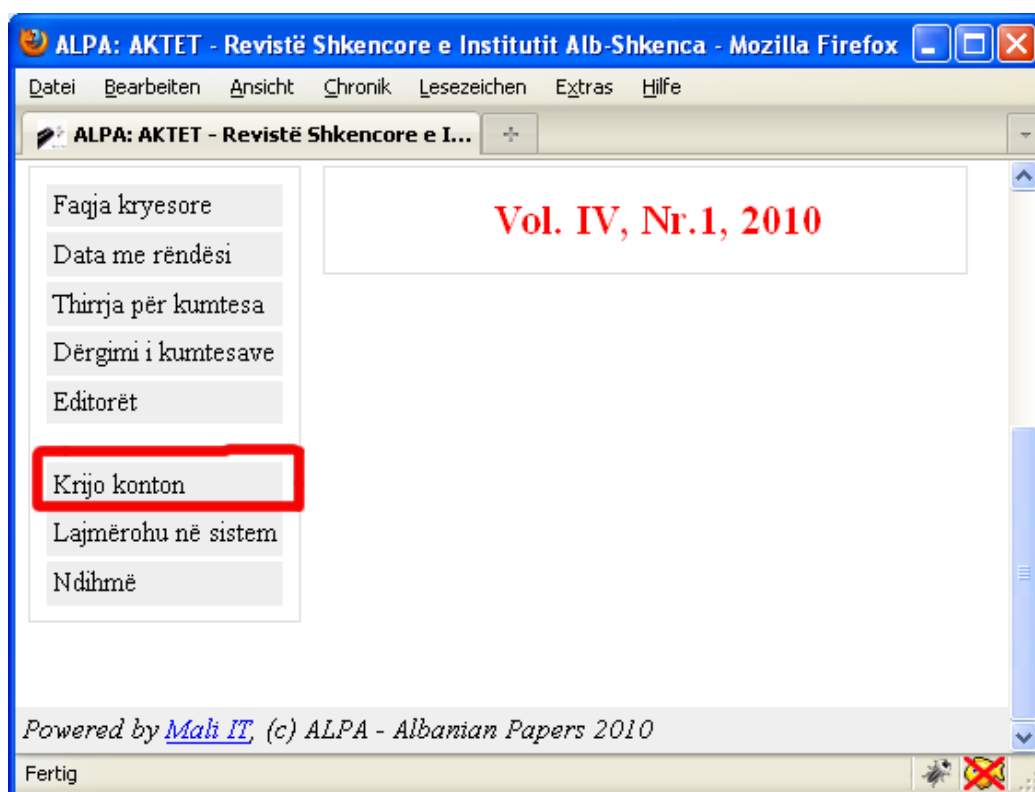 ALPA: AKTET - Revistë Shkencore e Institutit Alb-Shkenca - Mozilla Firefox
Datei Bearbeiten Ansicht Chronik Lesezeichen Extras Hilfe
ALPA: AKTET - Revistë Shkencore e I...
Faqja kryesore
Data me rëndësi
Thirrja për kumtesa
Dërgimi i kumtesave
Editorët
Krijo konton
Lajmërohu në sistem
Ndihmë
Vol. IV, Nr.1, 2010
Powered by Mali IT, (c) ALPA - Albanian Papers 2010
Fertig